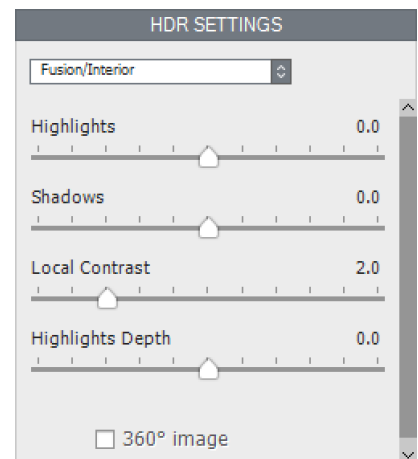 HDR SETTINGS
Fusion/Interior
Highlights 0.0
Shadows 0.0
Local Contrast 2.0
Highlights Depth 0.0
360° image